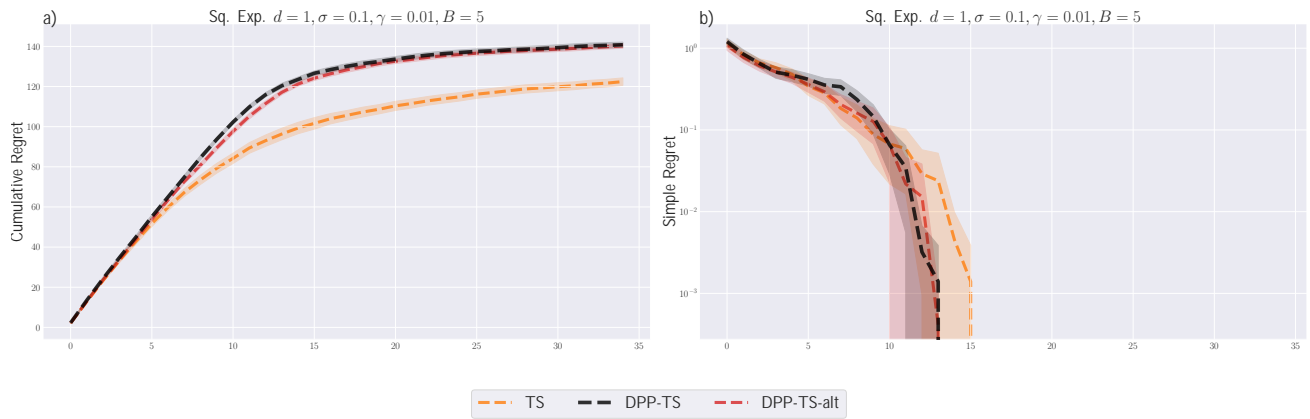 a) Sq. Exp. d = 1, σ = 0.1, γ = 0.01, B = 5
Cumulative Regret
140
120
100
80
60
40
20
0
0 5 10 15 20 25 30 35
b) Sq. Exp. d = 1, σ = 0.1, γ = 0.01, B = 5
Simple Regret
10⁰
10⁻¹
10⁻²
10⁻³
0 5 10 15 20 25 30 35
TS DPP-TS DPP-TS-alt